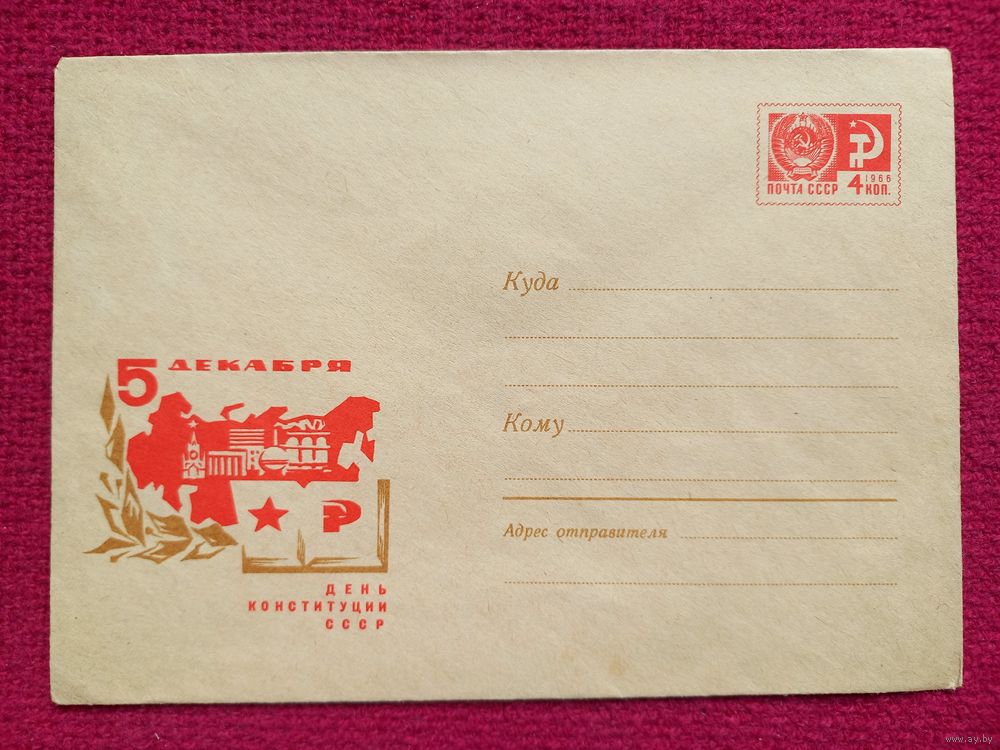 1966
ПОЧТА СССР 4 КОП.
Куда
5 ДЕКАБРЯ
Кому
Адрес отправителя
ДЕНЬ
КОНСТИТУЦИИ
СССР
www.ay.by